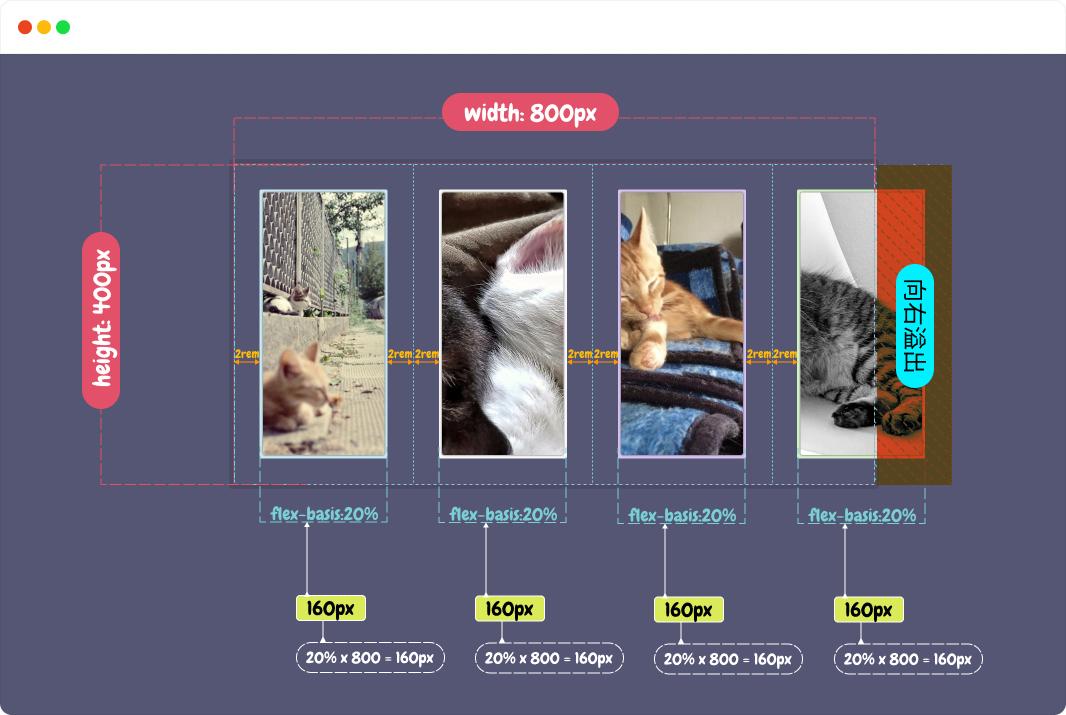 width: 800px
height: 400px
2rem
2rem
2rem
2rem
2rem
2rem
2rem
向右溢出
flex-basis:20%
flex-basis:20%
flex-basis:20%
flex-basis:20%
160px
160px
160px
160px
20% x 800 = 160px
20% x 800 = 160px
20% x 800 = 160px
20% x 800 = 160px